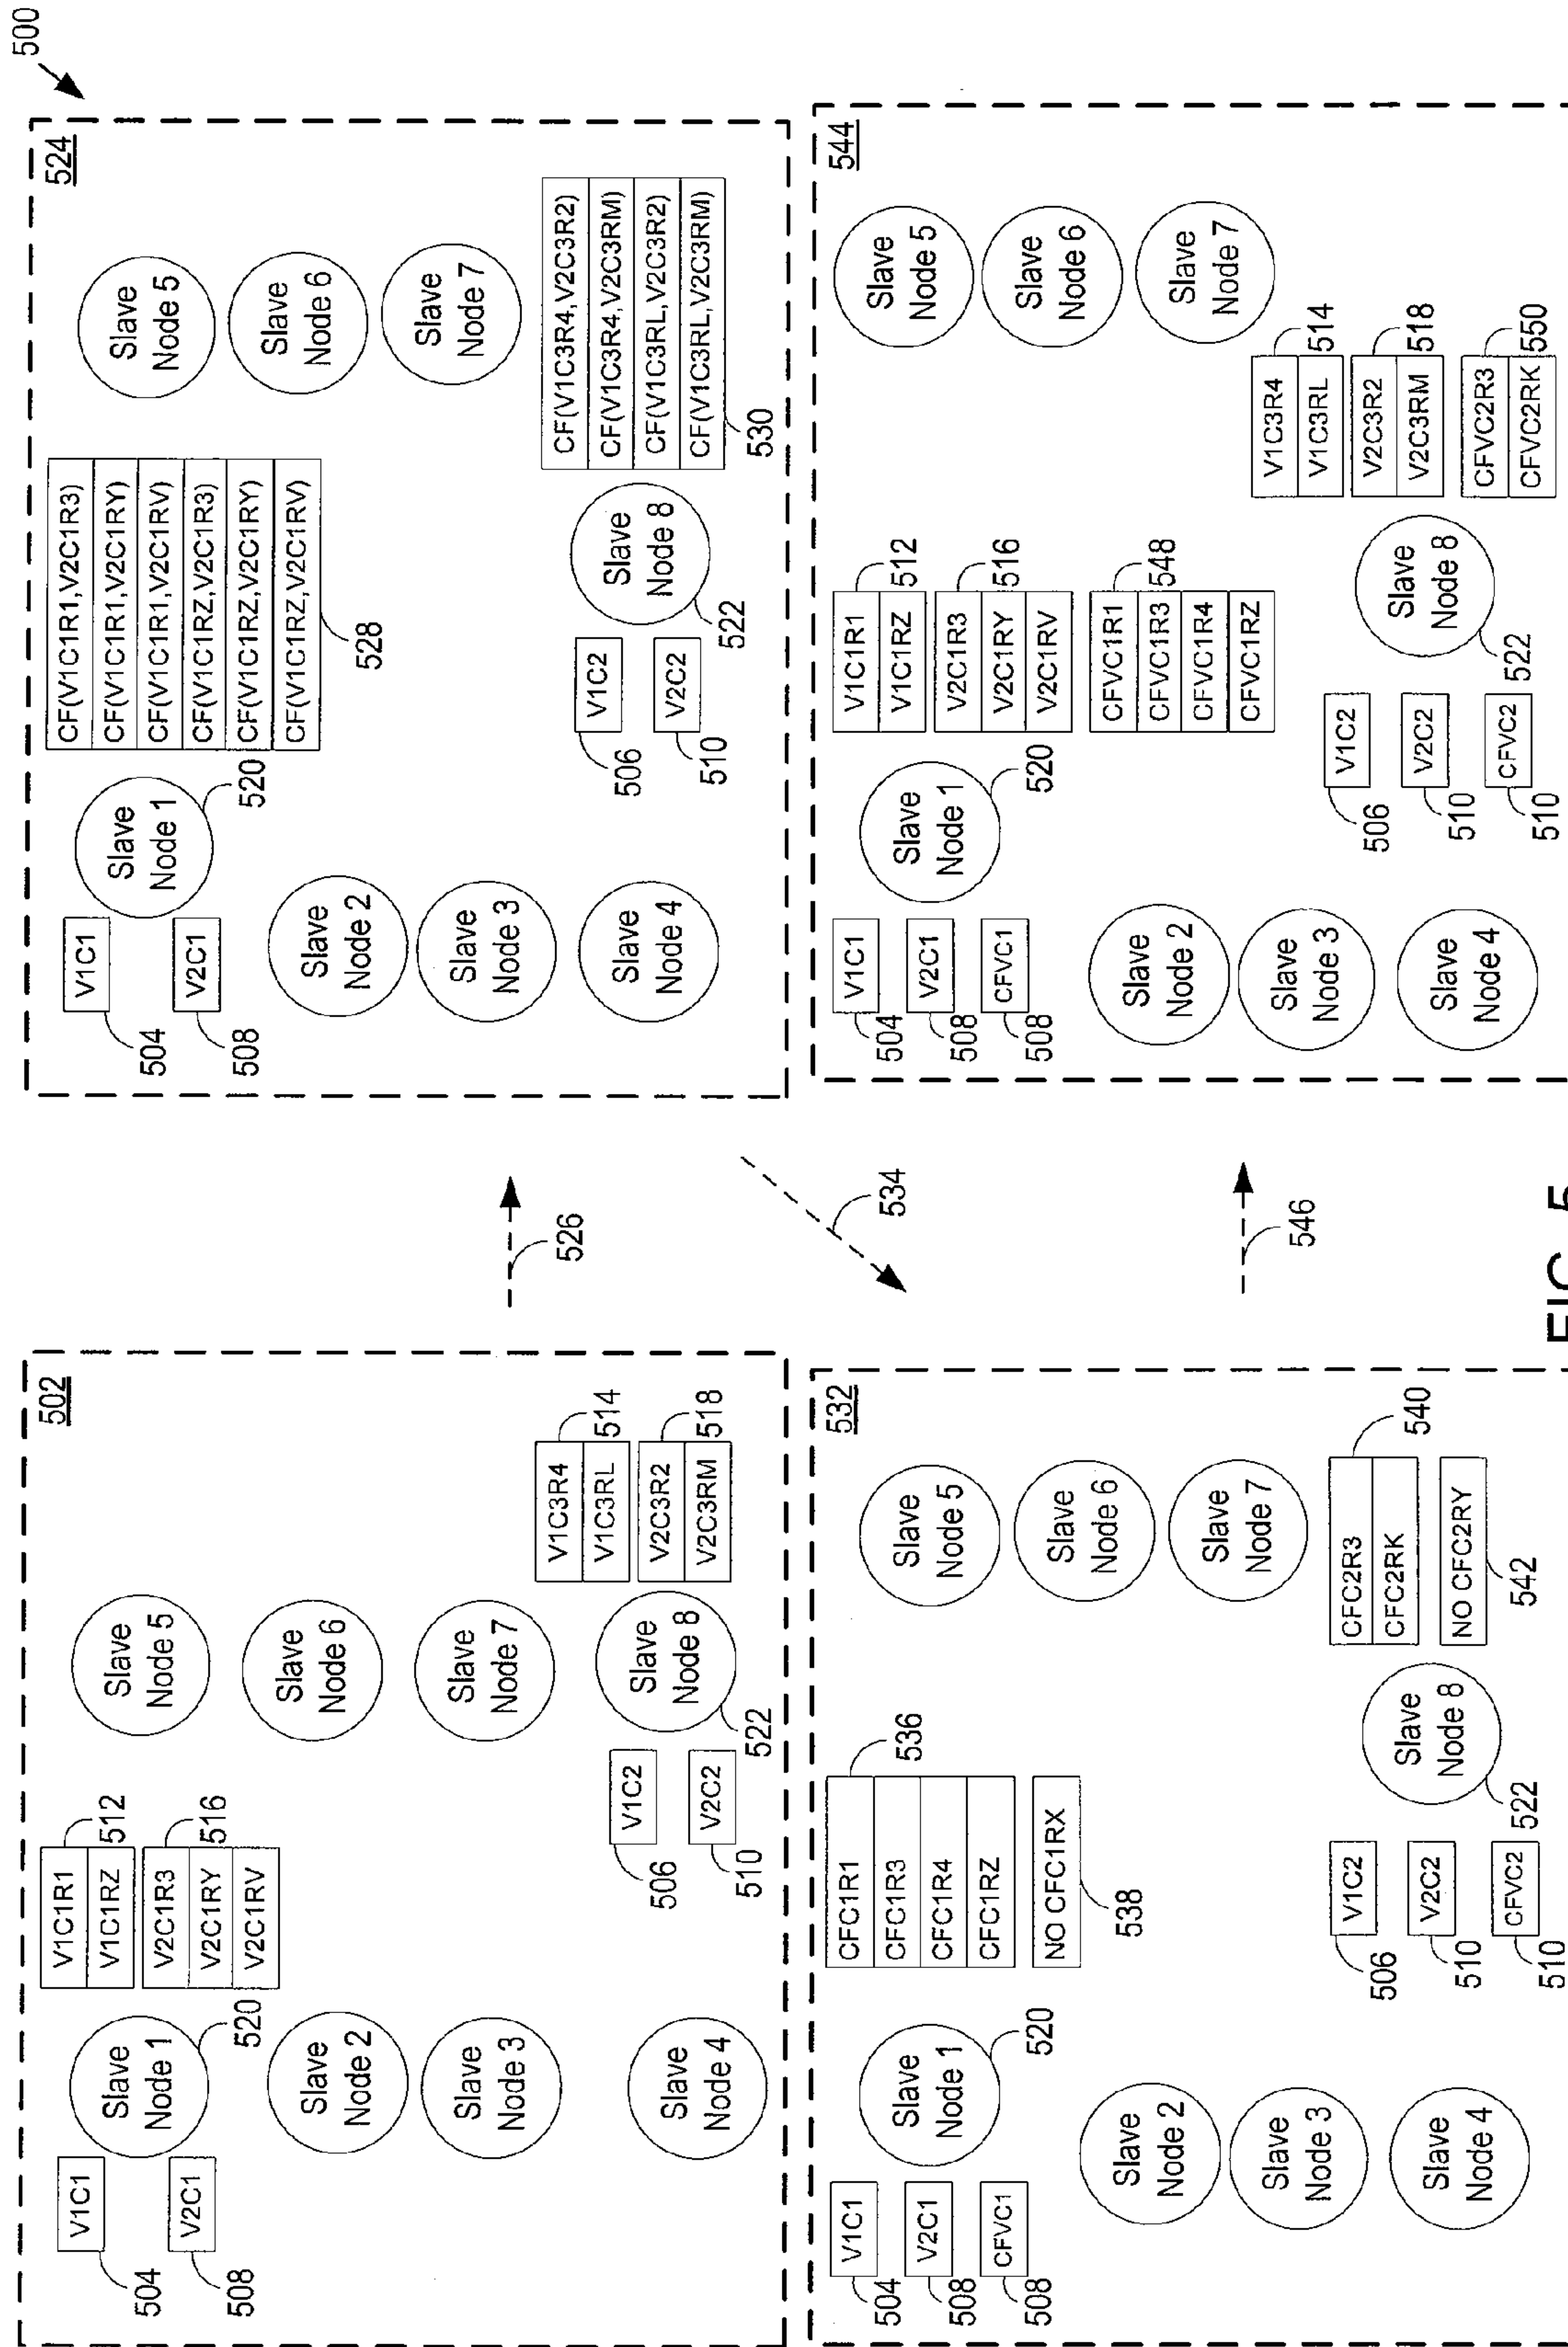 500
502
V1C1
504
V2C1
508
Slave
Node 1
520
V1C1R1
V1C1RZ
512
V2C1R3
V2C1RY
V2C1RV
516
Slave
Node 2
Slave
Node 3
Slave
Node 4
Slave
Node 5
Slave
Node 6
Slave
Node 7
Slave
Node 8
522
V1C2
506
V2C2
510
V1C3R4
V1C3RL
514
V2C3R2
V2C3RM
518
526
524
V1C1
504
V2C1
508
Slave
Node 1
520
CF(V1C1R1,V2C1R3)
CF(V1C1R1,V2C1RY)
CF(V1C1R1,V2C1RV)
CF(V1C1RZ,V2C1R3)
CF(V1C1RZ,V2C1RY)
CF(V1C1RZ,V2C1RV)
528
Slave
Node 2
Slave
Node 3
Slave
Node 4
Slave
Node 5
Slave
Node 6
Slave
Node 7
Slave
Node 8
522
V1C2
506
V2C2
510
CF(V1C3R4,V2C3R2)
CF(V1C3R4,V2C3RM)
CF(V1C3RL,V2C3R2)
CF(V1C3RL,V2C3RM)
530
534
532
V1C1
504
V2C1
508
CFVC1
508
Slave
Node 1
520
CFC1R1
CFC1R3
CFC1R4
CFC1RZ
536
NO CFC1RX
538
Slave
Node 2
Slave
Node 3
Slave
Node 4
Slave
Node 5
Slave
Node 6
Slave
Node 7
Slave
Node 8
522
V1C2
506
V2C2
510
CFVC2
510
CFC2R3
CFC2RK
540
NO CFC2RY
542
546
544
V1C1
504
V2C1
508
CFVC1
508
Slave
Node 1
520
V1C1R1
V1C1RZ
512
V2C1R3
V2C1RY
V2C1RV
516
CFVC1R1
CFVC1R3
CFVC1R4
CFVC1RZ
548
Slave
Node 2
Slave
Node 3
Slave
Node 4
Slave
Node 5
Slave
Node 6
Slave
Node 7
Slave
Node 8
522
V1C2
506
V2C2
510
CFVC2
510
V1C3R4
V1C3RL
514
V2C3R2
V2C3RM
518
CFVC2R3
CFVC2RK
550
FIG. 5